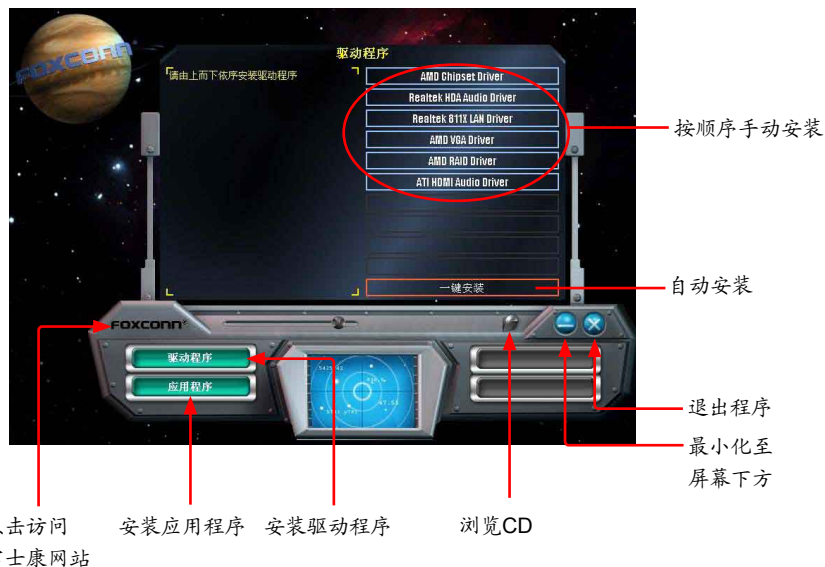 FOXCONN
驱动程序
请由上而下依序安装驱动程序
AMD Chipset Driver
Realtek HDA Audio Driver
Realtek 811X LAN Driver
AMD VGA Driver
AMD RAID Driver
ATI HDMI Audio Driver
一键安装
按顺序手动安装
自动安装
FOXCONN
驱动程序
应用程序
退出程序
最小化至
屏幕下方
击访问
士康网站
安装应用程序
安装驱动程序
浏览CD